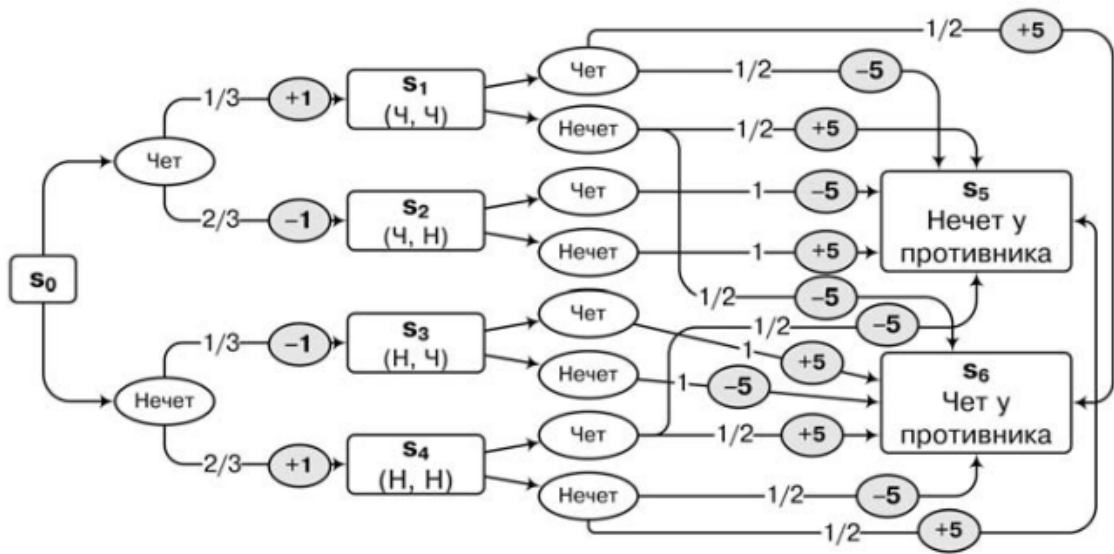 1/2 +5
Чет 1/2 −5
1/3 +1 s₁
(Ч, Ч)
Чет
Нечет 1/2 +5
2/3 −1 s₂
(Ч, Н)
Чет 1 −5
Нечет 1 +5
s₅
Нечет у
противника
s₀
1/2 −5
1/3 −1 s₃
(Н, Ч)
Чет 1 +5
1/2 −5
Нечет 1 −5
s₆
Чет у
противника
Нечет
2/3 +1 s₄
(Н, Н)
Чет 1/2 +5
Нечет 1/2 −5
1/2 +5